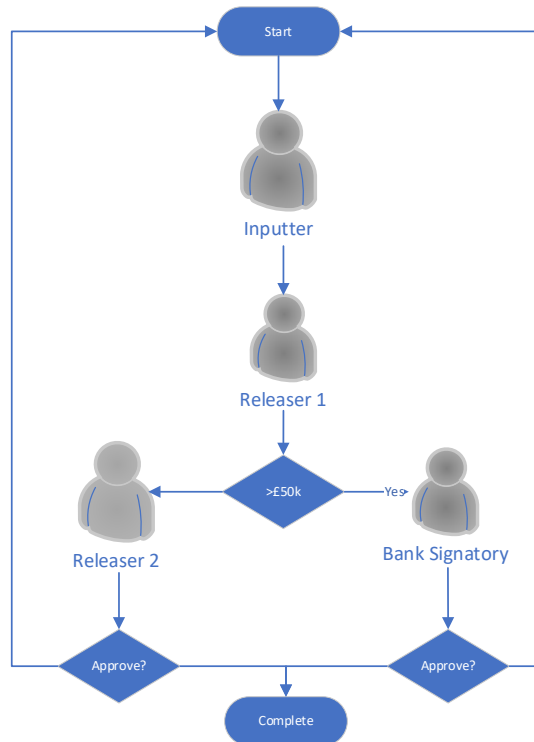 Start
Inputter
Releaser 1
>£50k
Yes
Releaser 2
Bank Signatory
Approve?
Approve?
Complete